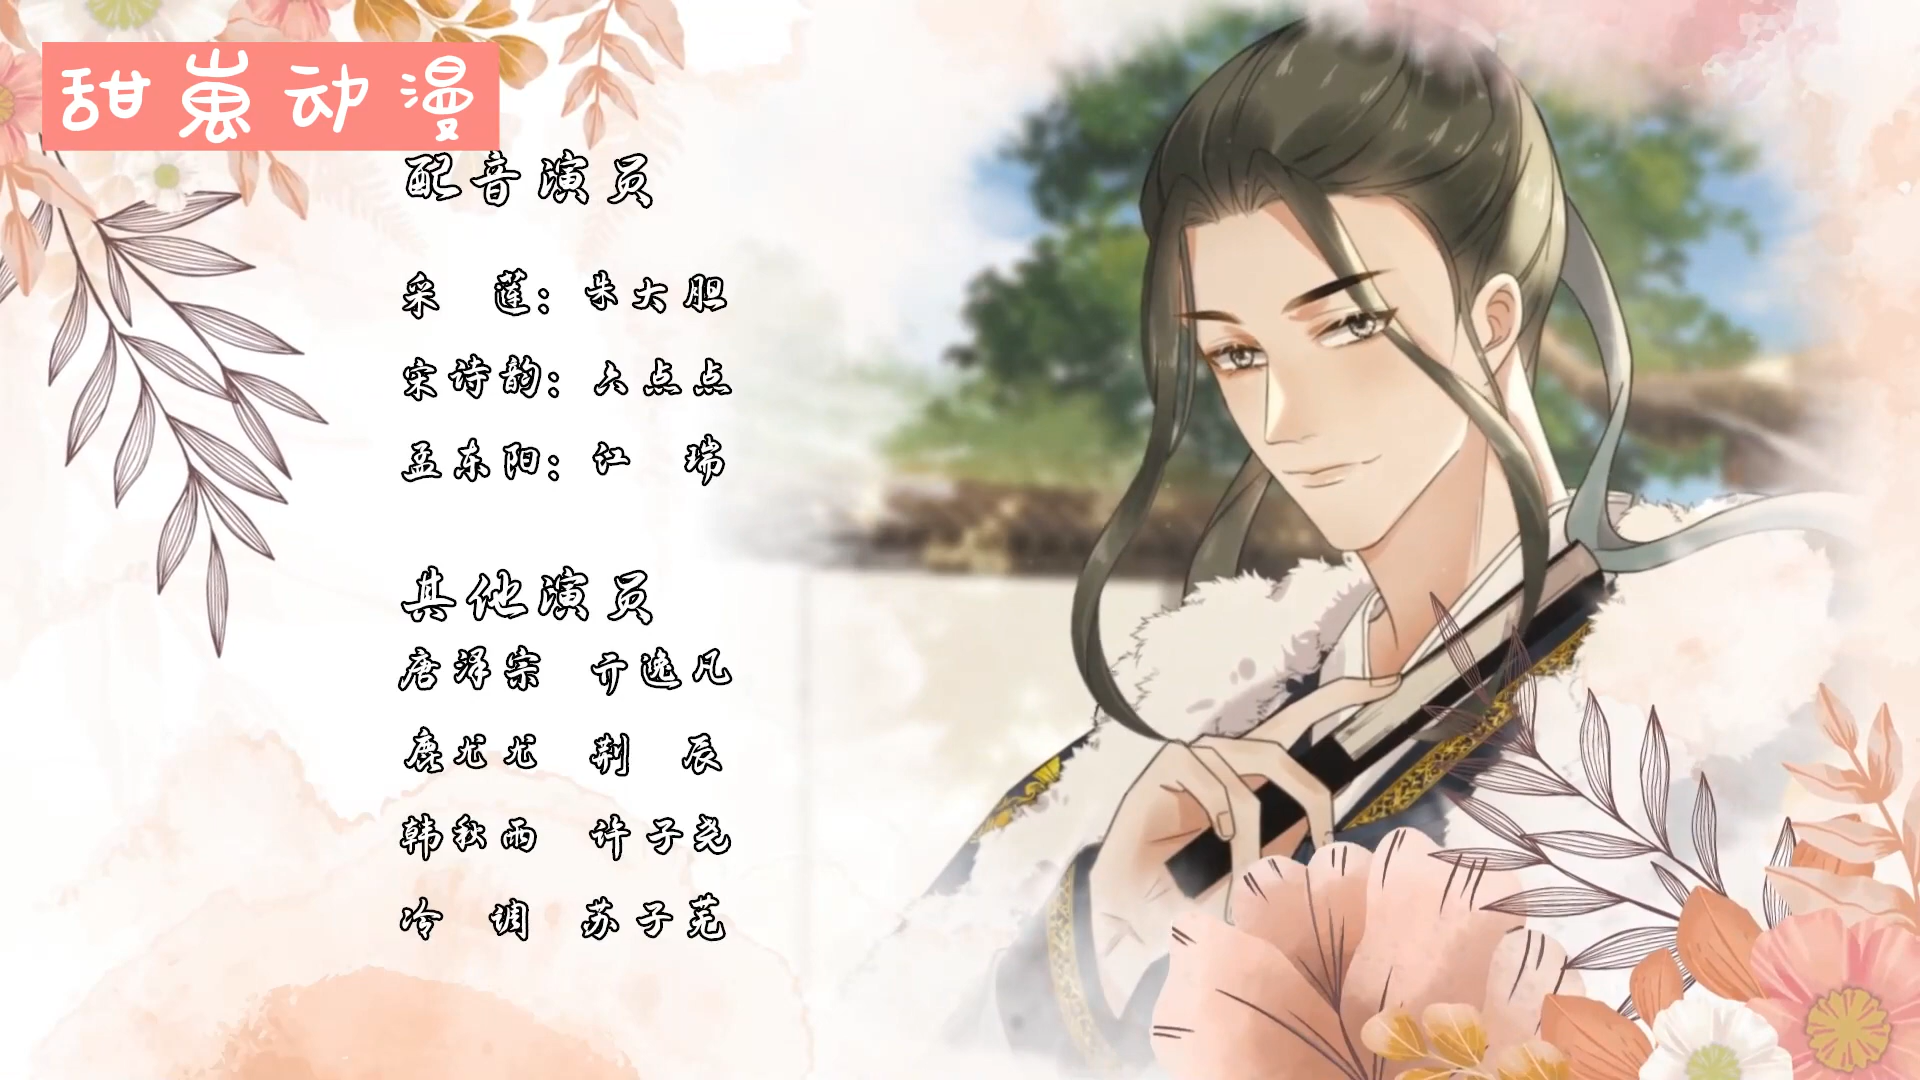 甜崽动漫
配音演员
采 莲：朱大胆
宋诗韵：六点点
孟东阳：江 瑞
其他演员
唐泽宗 亓逸凡
鹿尤尤 荆 辰
韩秋雨 许子尧
冷 调 苏子芜